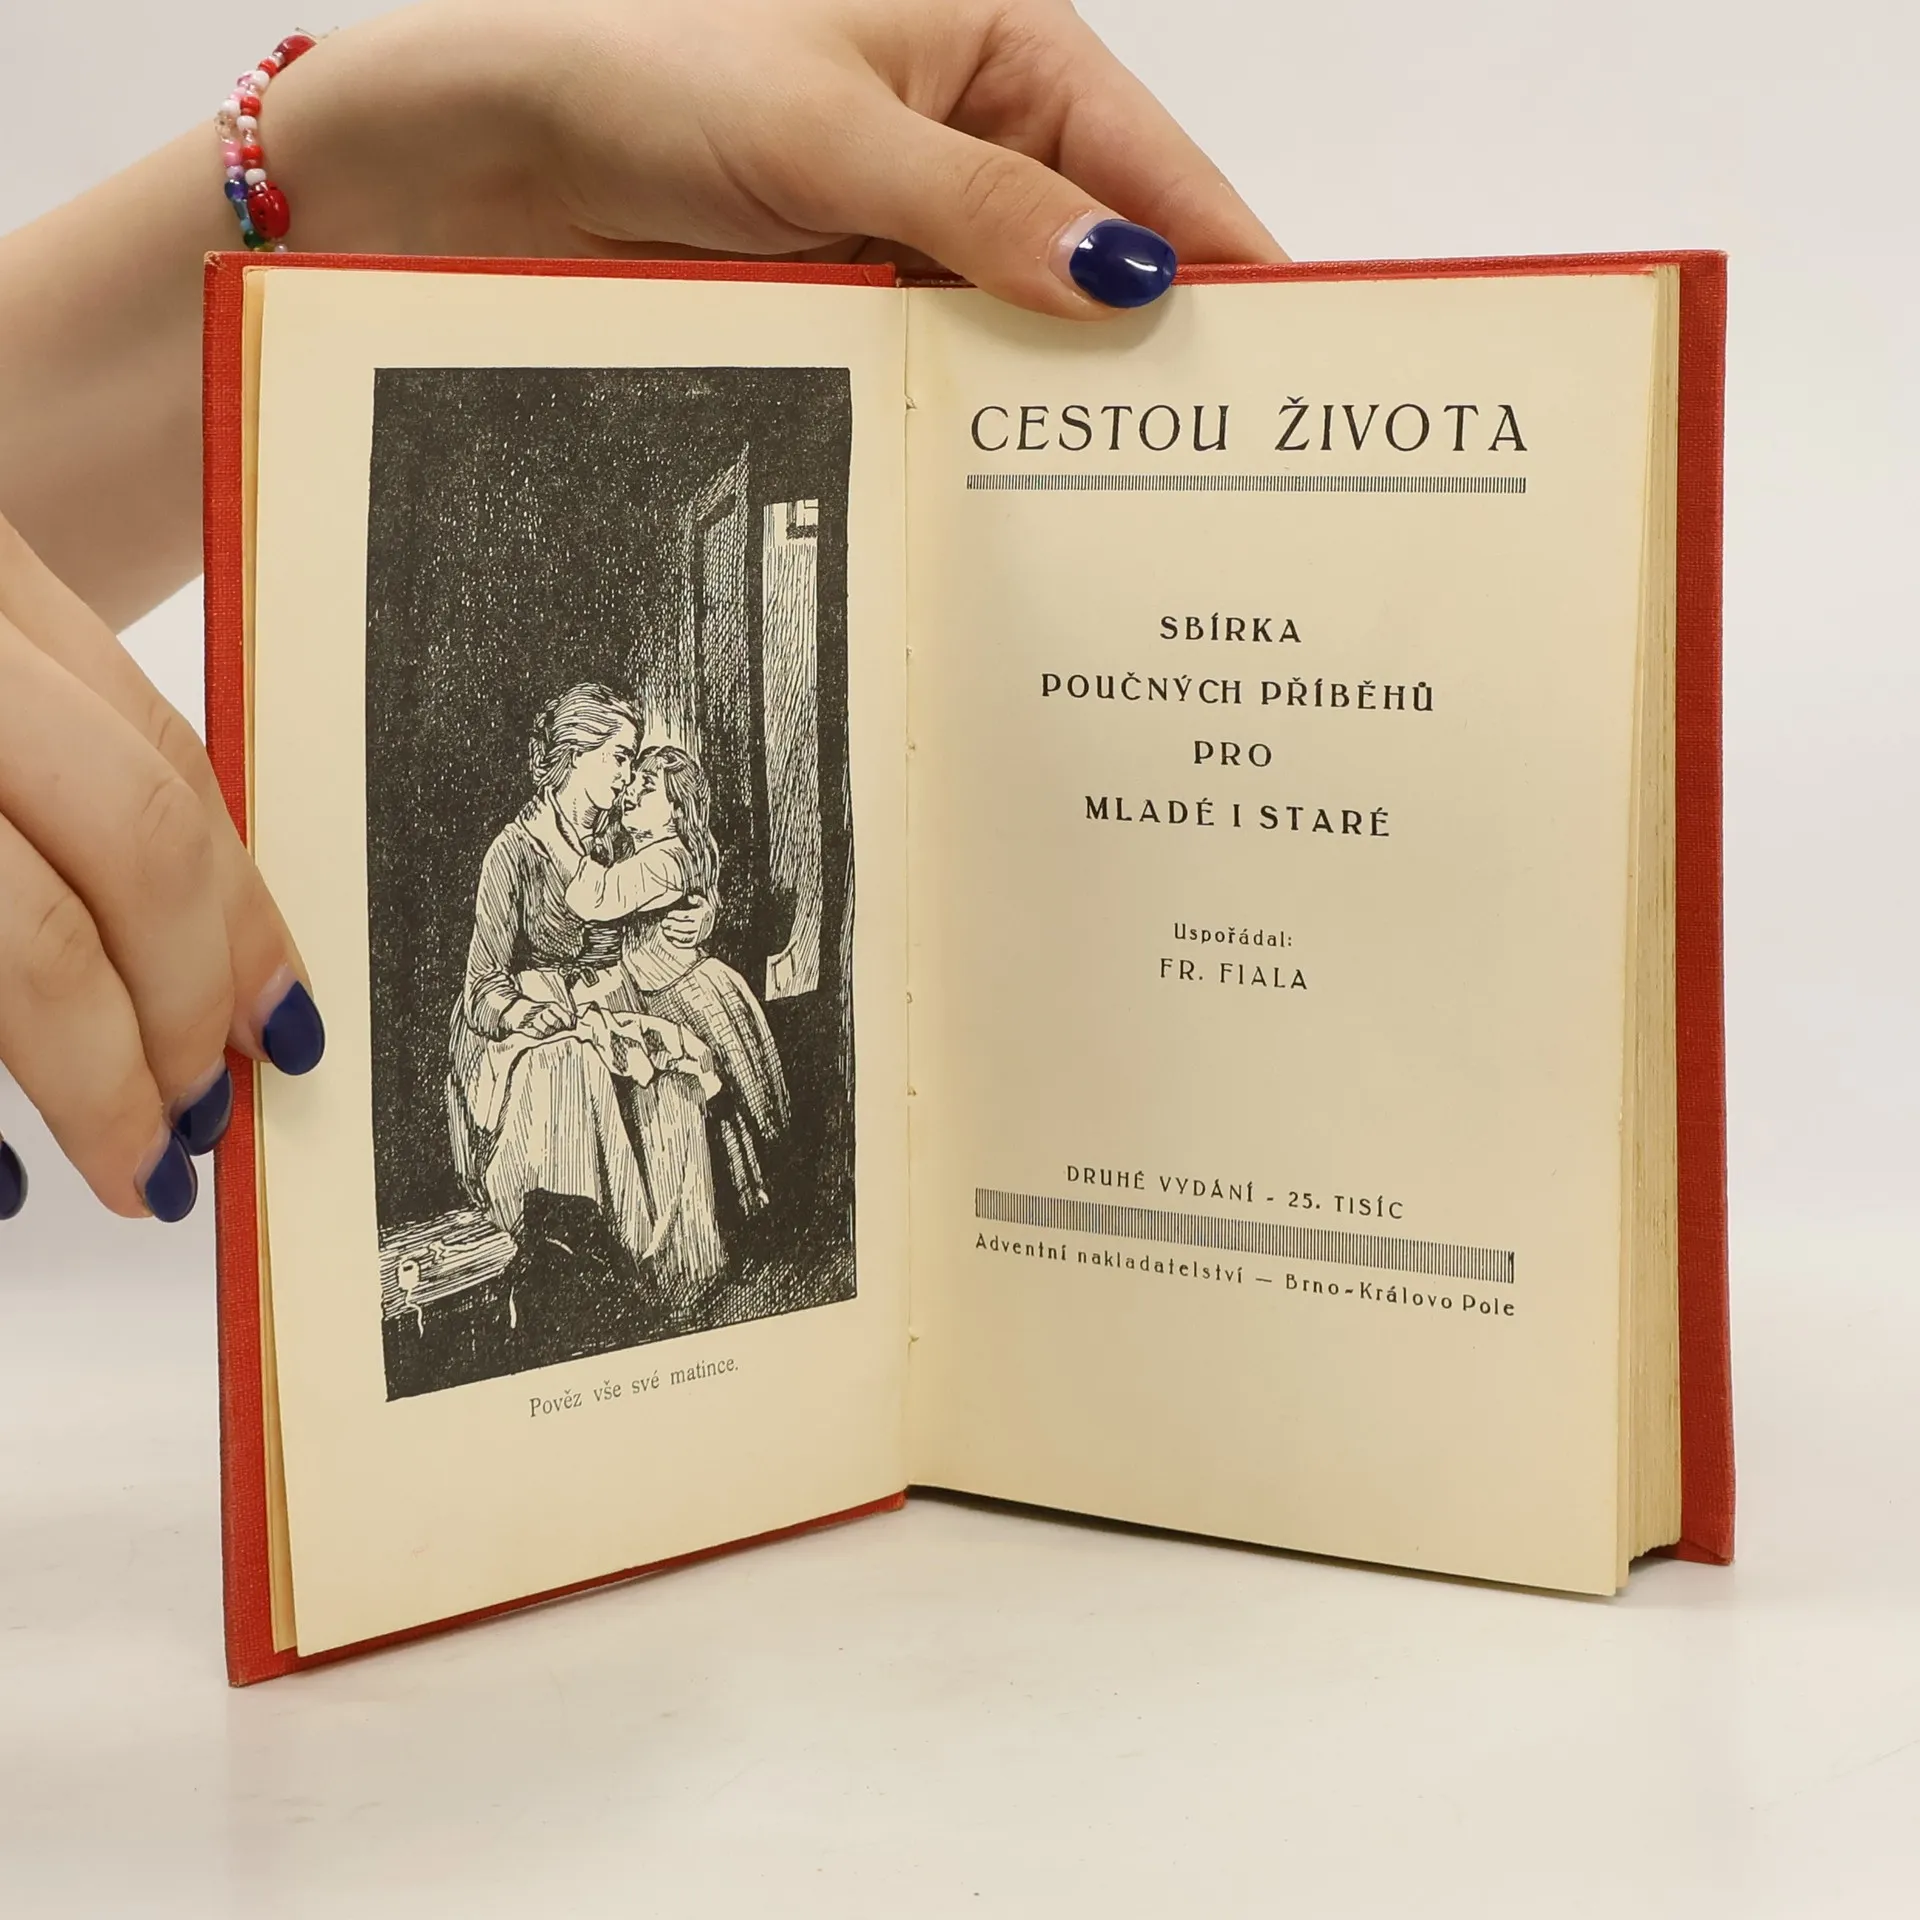 Pověz vše své matince.
CESTOU ŽIVOTA
SBÍRKA
POUČNÝCH PŘÍBĚHŮ
PRO
MLADÉ I STARÉ
Uspořádal:
FR. FIALA
DRUHÉ VYDÁNÍ - 25. TISÍC
Adventní nakladatelství — Brno-Královo Pole